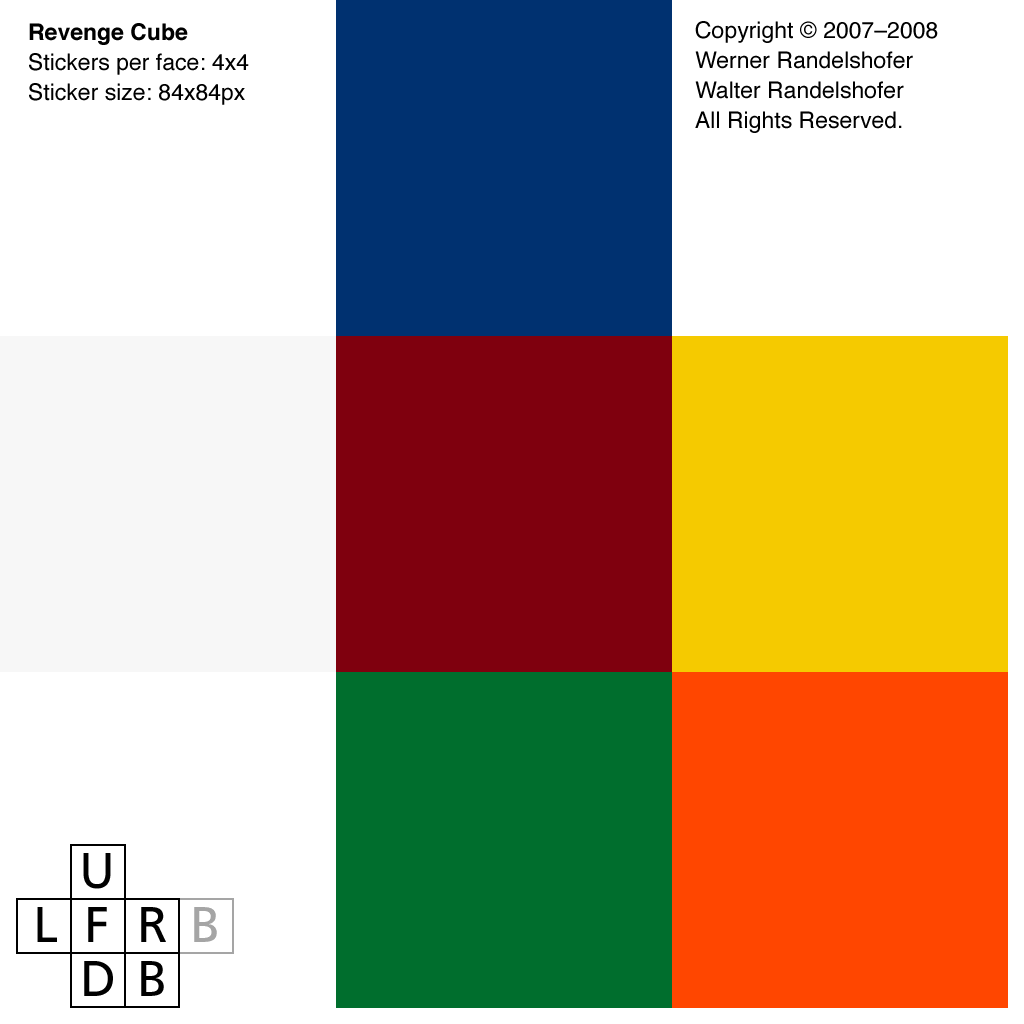 Revenge Cube
Stickers per face: 4x4
Sticker size: 84x84px
Copyright © 2007–2008
Werner Randelshofer
Walter Randelshofer
All Rights Reserved.
U
L F R B
D B